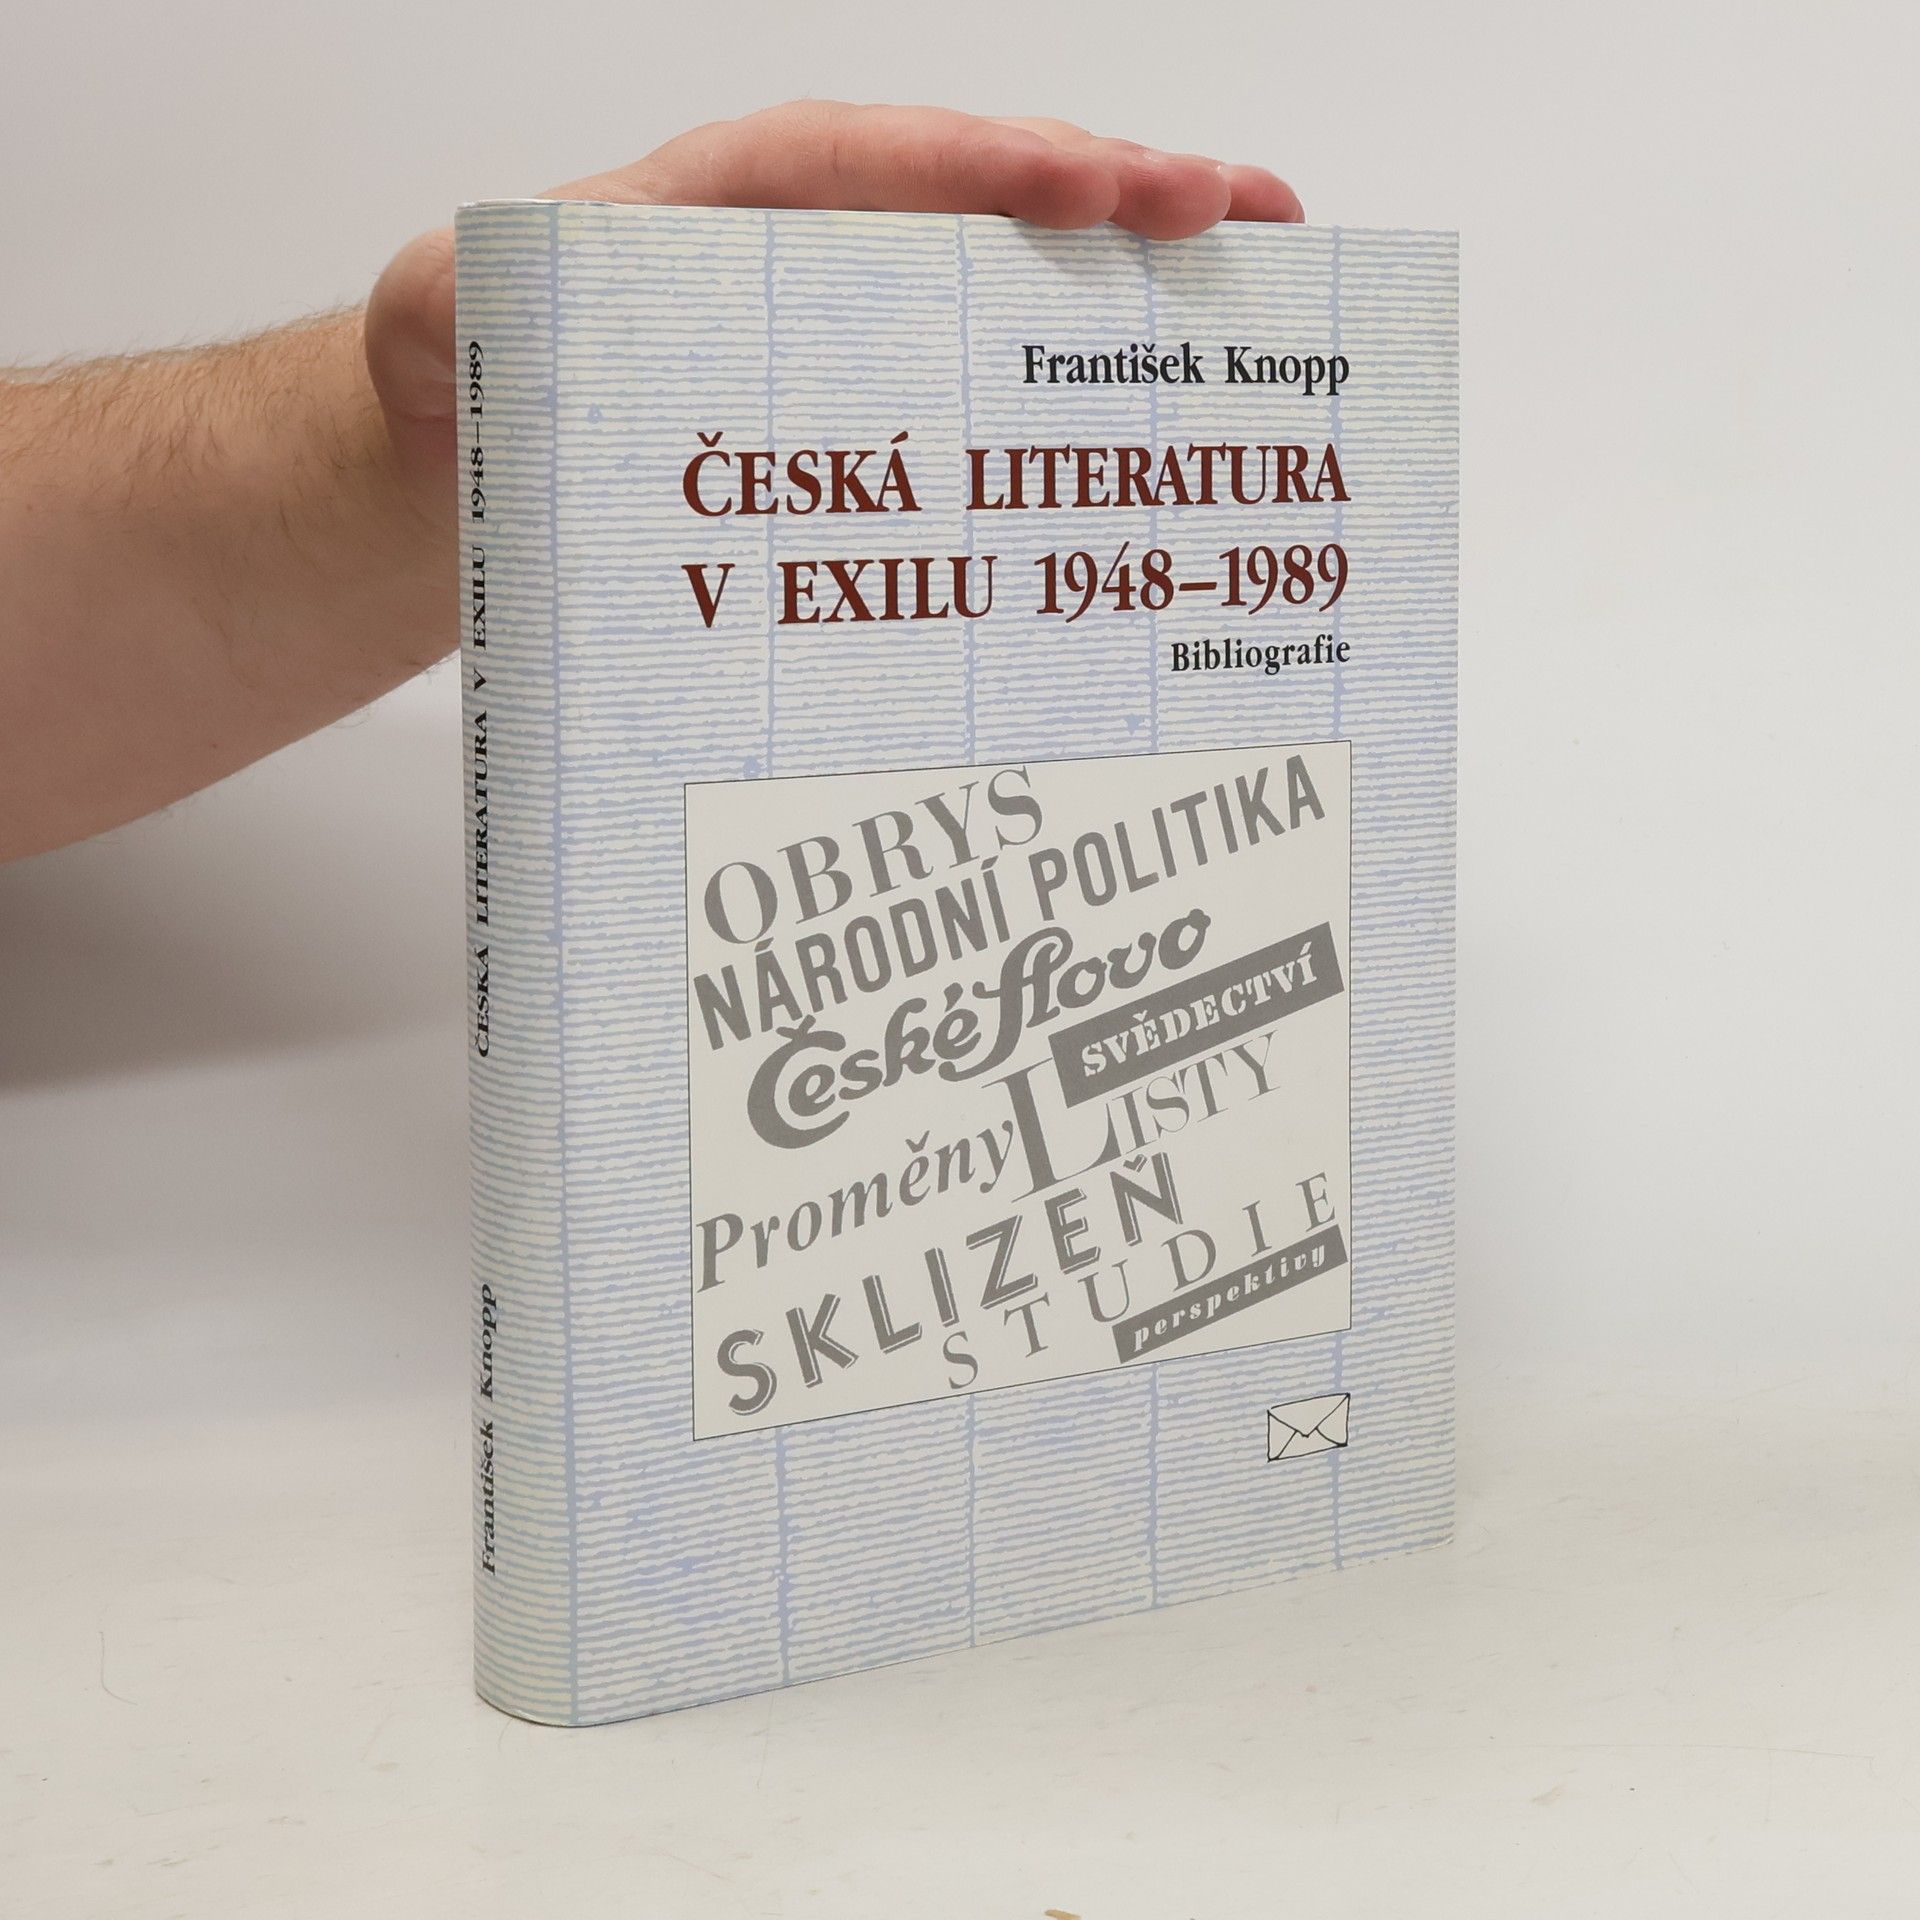 František Knopp
ČESKÁ LITERATURA
V EXILU 1948–1989
Bibliografie
OBRYS
NÁRODNÍ POLITIKA
České Slovo
SVĚDECTVÍ
Proměny
LISTY
SKLIZEŇ
STUDIE
perspektivy
František Knopp ČESKÁ LITERATURA V EXILU 1948–1989